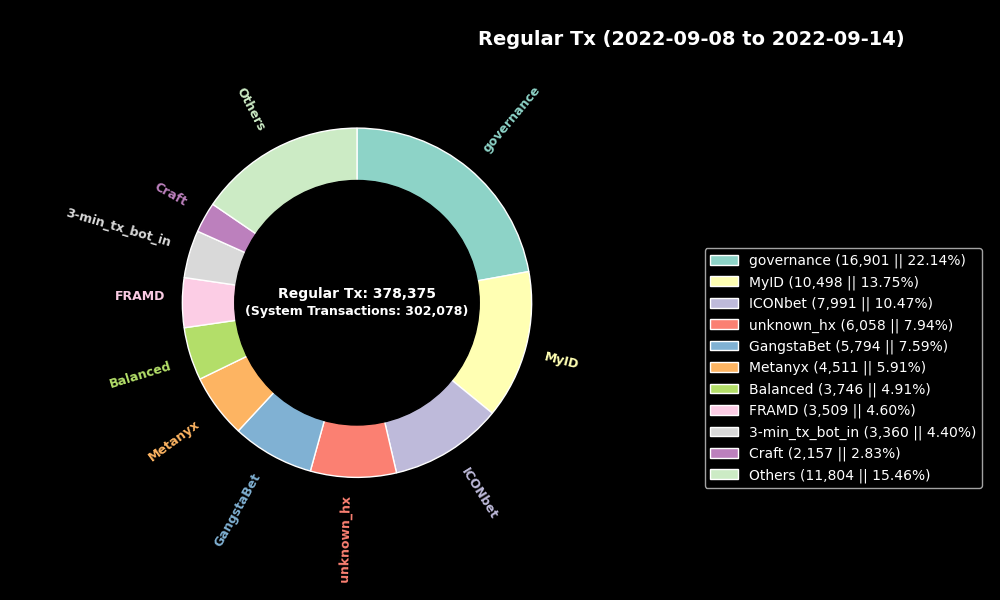 Regular Tx (2022-09-08 to 2022-09-14)
governance
Others
Craft
3-min_tx_bot_in
FRAMD
Balanced
Metanyx
GangstaBet
unknown_hx
ICONbet
MyID
Regular Tx: 378,375
(System Transactions: 302,078)
governance (16,901 || 22.14%)
MyID (10,498 || 13.75%)
ICONbet (7,991 || 10.47%)
unknown_hx (6,058 || 7.94%)
GangstaBet (5,794 || 7.59%)
Metanyx (4,511 || 5.91%)
Balanced (3,746 || 4.91%)
FRAMD (3,509 || 4.60%)
3-min_tx_bot_in (3,360 || 4.40%)
Craft (2,157 || 2.83%)
Others (11,804 || 15.46%)